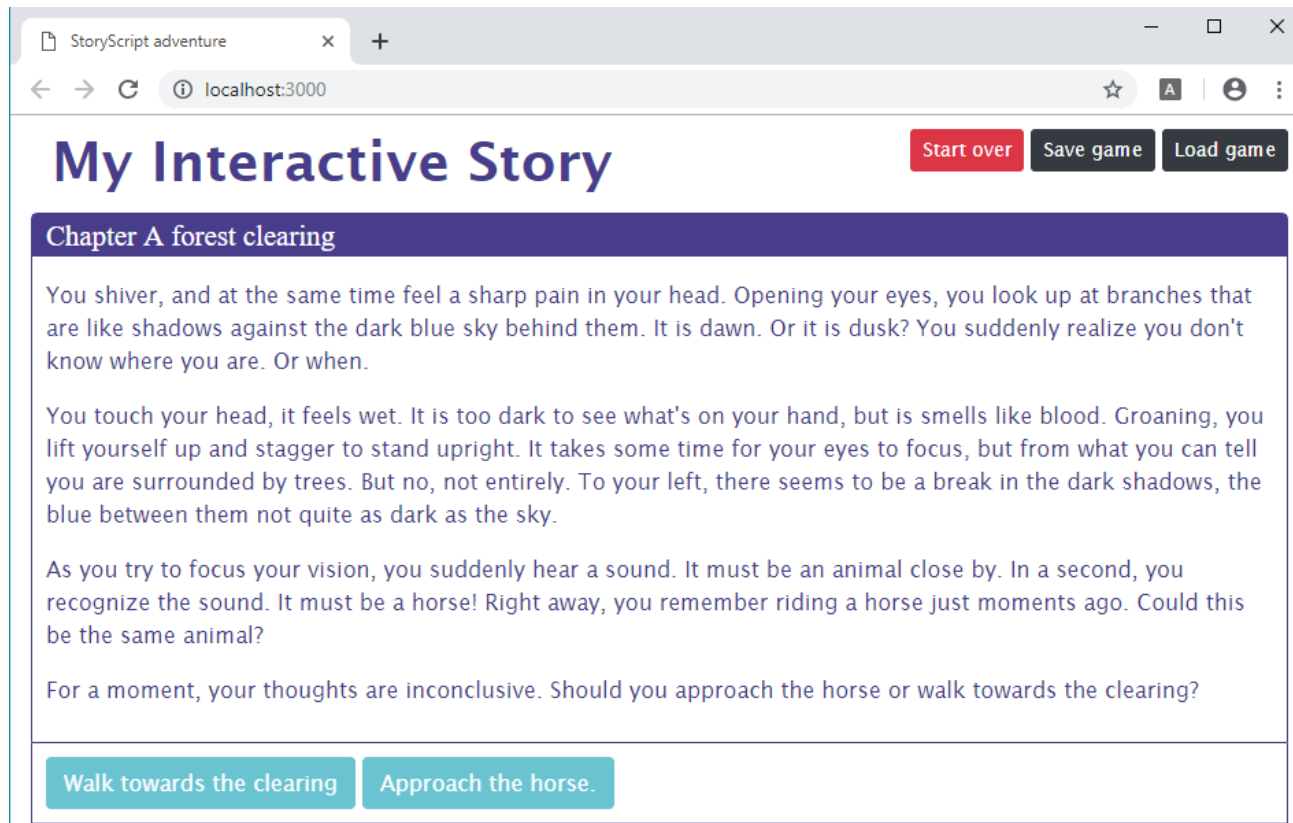 StoryScript adventure
localhost:3000
A
My Interactive Story
Start over Save game Load game
Chapter A forest clearing
You shiver, and at the same time feel a sharp pain in your head. Opening your eyes, you look up at branches that
are like shadows against the dark blue sky behind them. It is dawn. Or it is dusk? You suddenly realize you don't
know where you are. Or when.
You touch your head, it feels wet. It is too dark to see what's on your hand, but is smells like blood. Groaning, you
lift yourself up and stagger to stand upright. It takes some time for your eyes to focus, but from what you can tell
you are surrounded by trees. But no, not entirely. To your left, there seems to be a break in the dark shadows, the
blue between them not quite as dark as the sky.
As you try to focus your vision, you suddenly hear a sound. It must be an animal close by. In a second, you
recognize the sound. It must be a horse! Right away, you remember riding a horse just moments ago. Could this
be the same animal?
For a moment, your thoughts are inconclusive. Should you approach the horse or walk towards the clearing?
Walk towards the clearing Approach the horse.